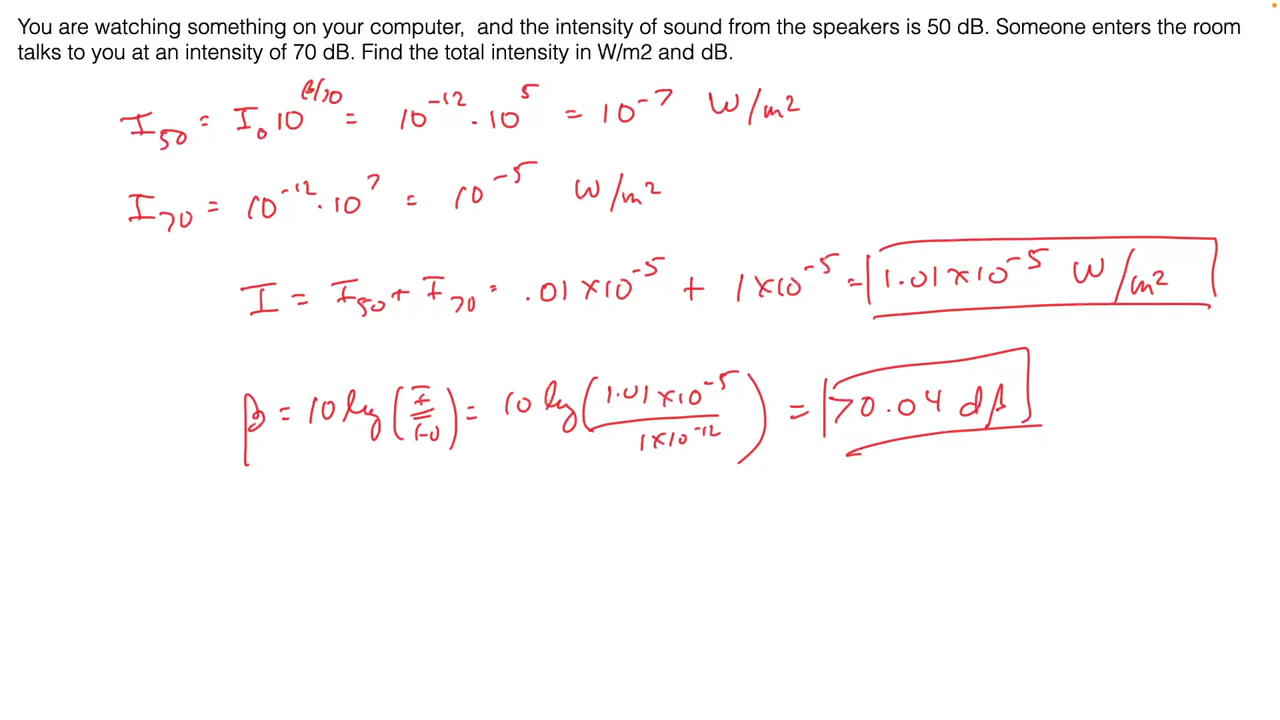 You are watching something on your computer,  and the intensity of sound from the speakers is 50 dB. Someone enters the room
talks to you at an intensity of 70 dB. Find the total intensity in W/m2 and dB.
I₅₀ = I₀ 10^(β/10) = 10⁻¹² · 10⁵ = 10⁻⁷ W/m²
I₇₀ = 10⁻¹² · 10⁷ = 10⁻⁵ W/m²
I = I₅₀ + I₇₀ = .01 × 10⁻⁵ + 1 × 10⁻⁵ = 1.01 × 10⁻⁵ W/m²
β = 10 log (I/I₀) = 10 log (1.01 × 10⁻⁵ / 1 × 10⁻¹²) = 70.04 dB